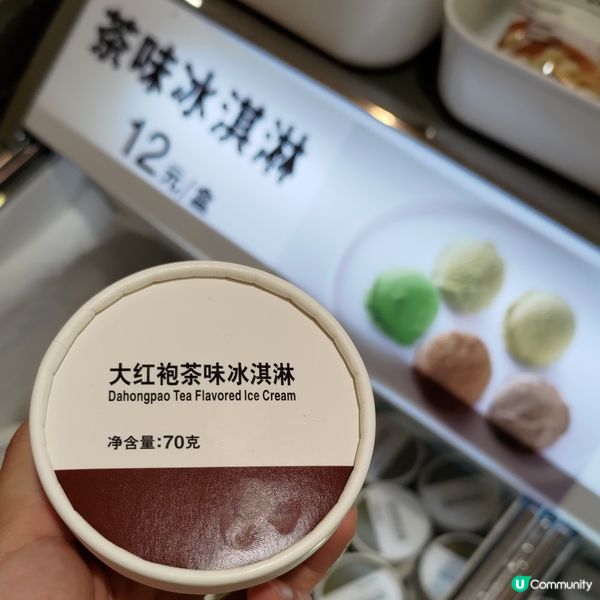 茶味冰淇淋
12元/盒
大红袍茶味冰淇淋
Dahongpao Tea Flavored Ice Cream
净含量:70克
U Community